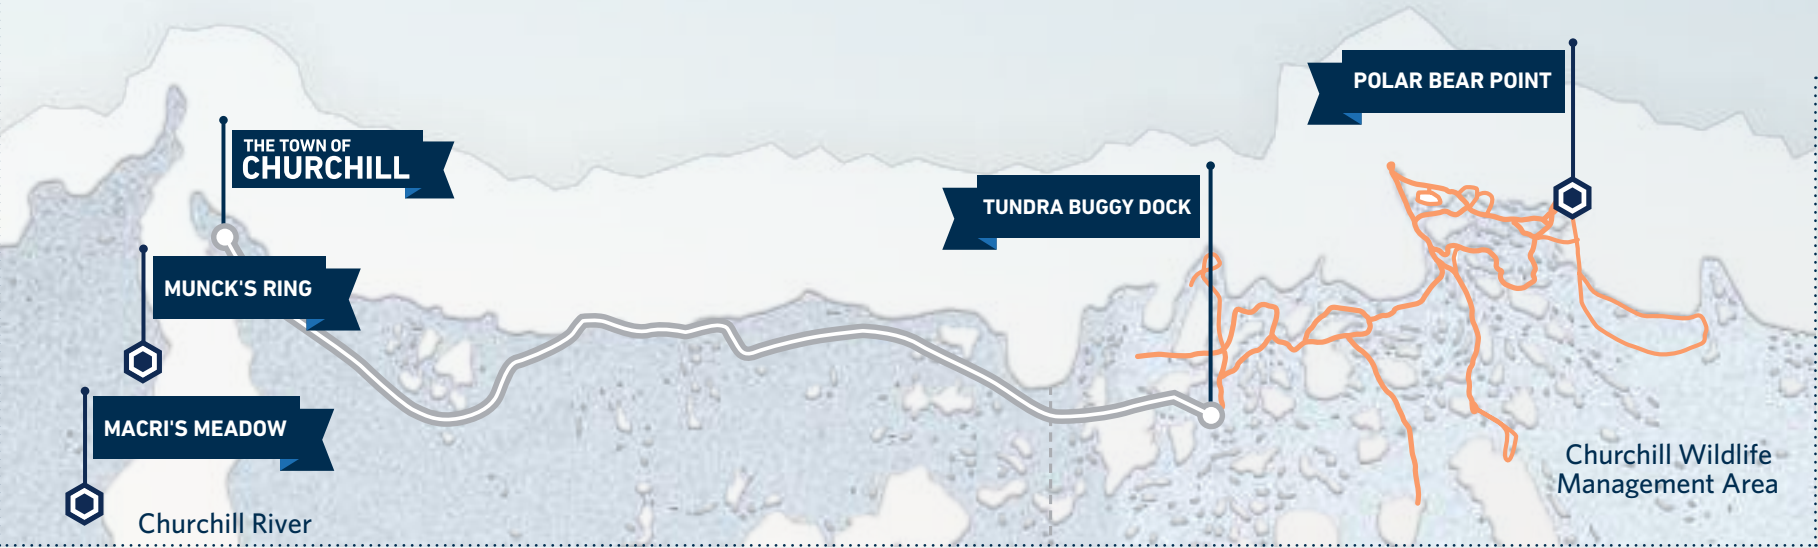 POLAR BEAR POINT
THE TOWN OF
CHURCHILL
TUNDRA BUGGY DOCK
MUNCK'S RING
MACRI'S MEADOW
Churchill Wildlife
Management Area
Churchill River